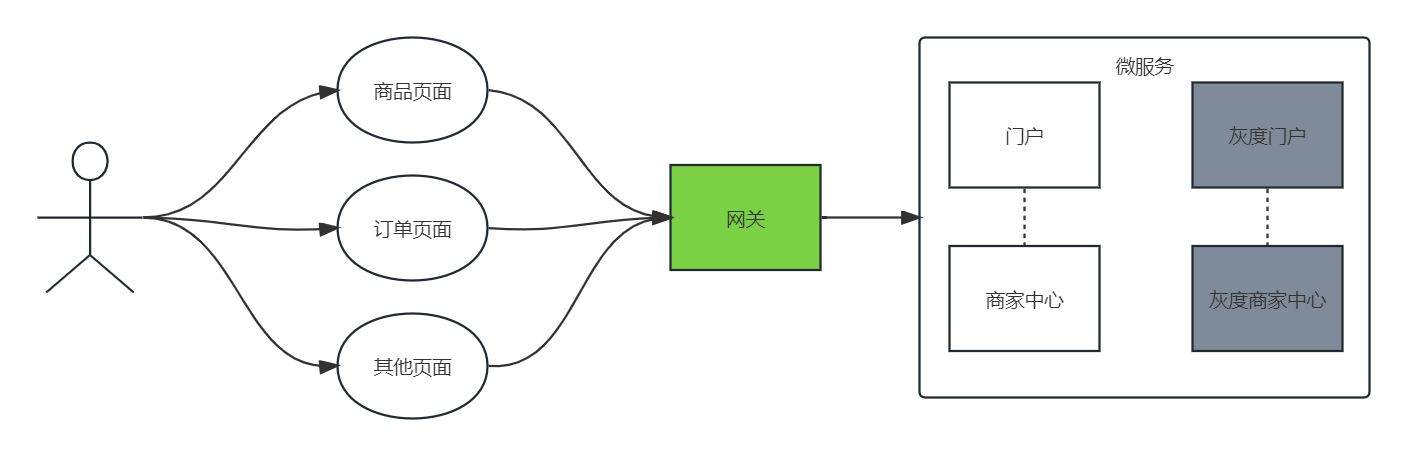 商品页面
订单页面
其他页面
网关
微服务
门户
灰度门户
商家中心
灰度商家中心